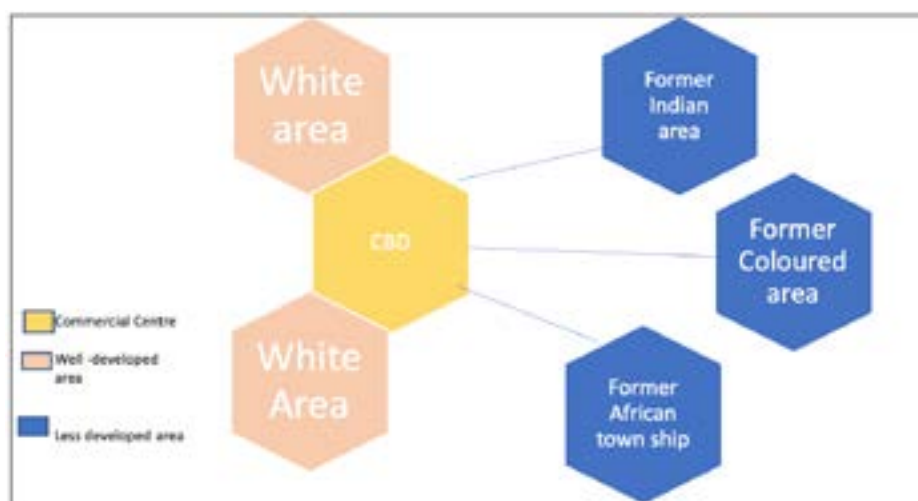 White
area
Former
Indian
area
CBD
Former
Coloured
area
Commercial Centre
Well -developed
area
White
Area
Former
African
town ship
Less developed area